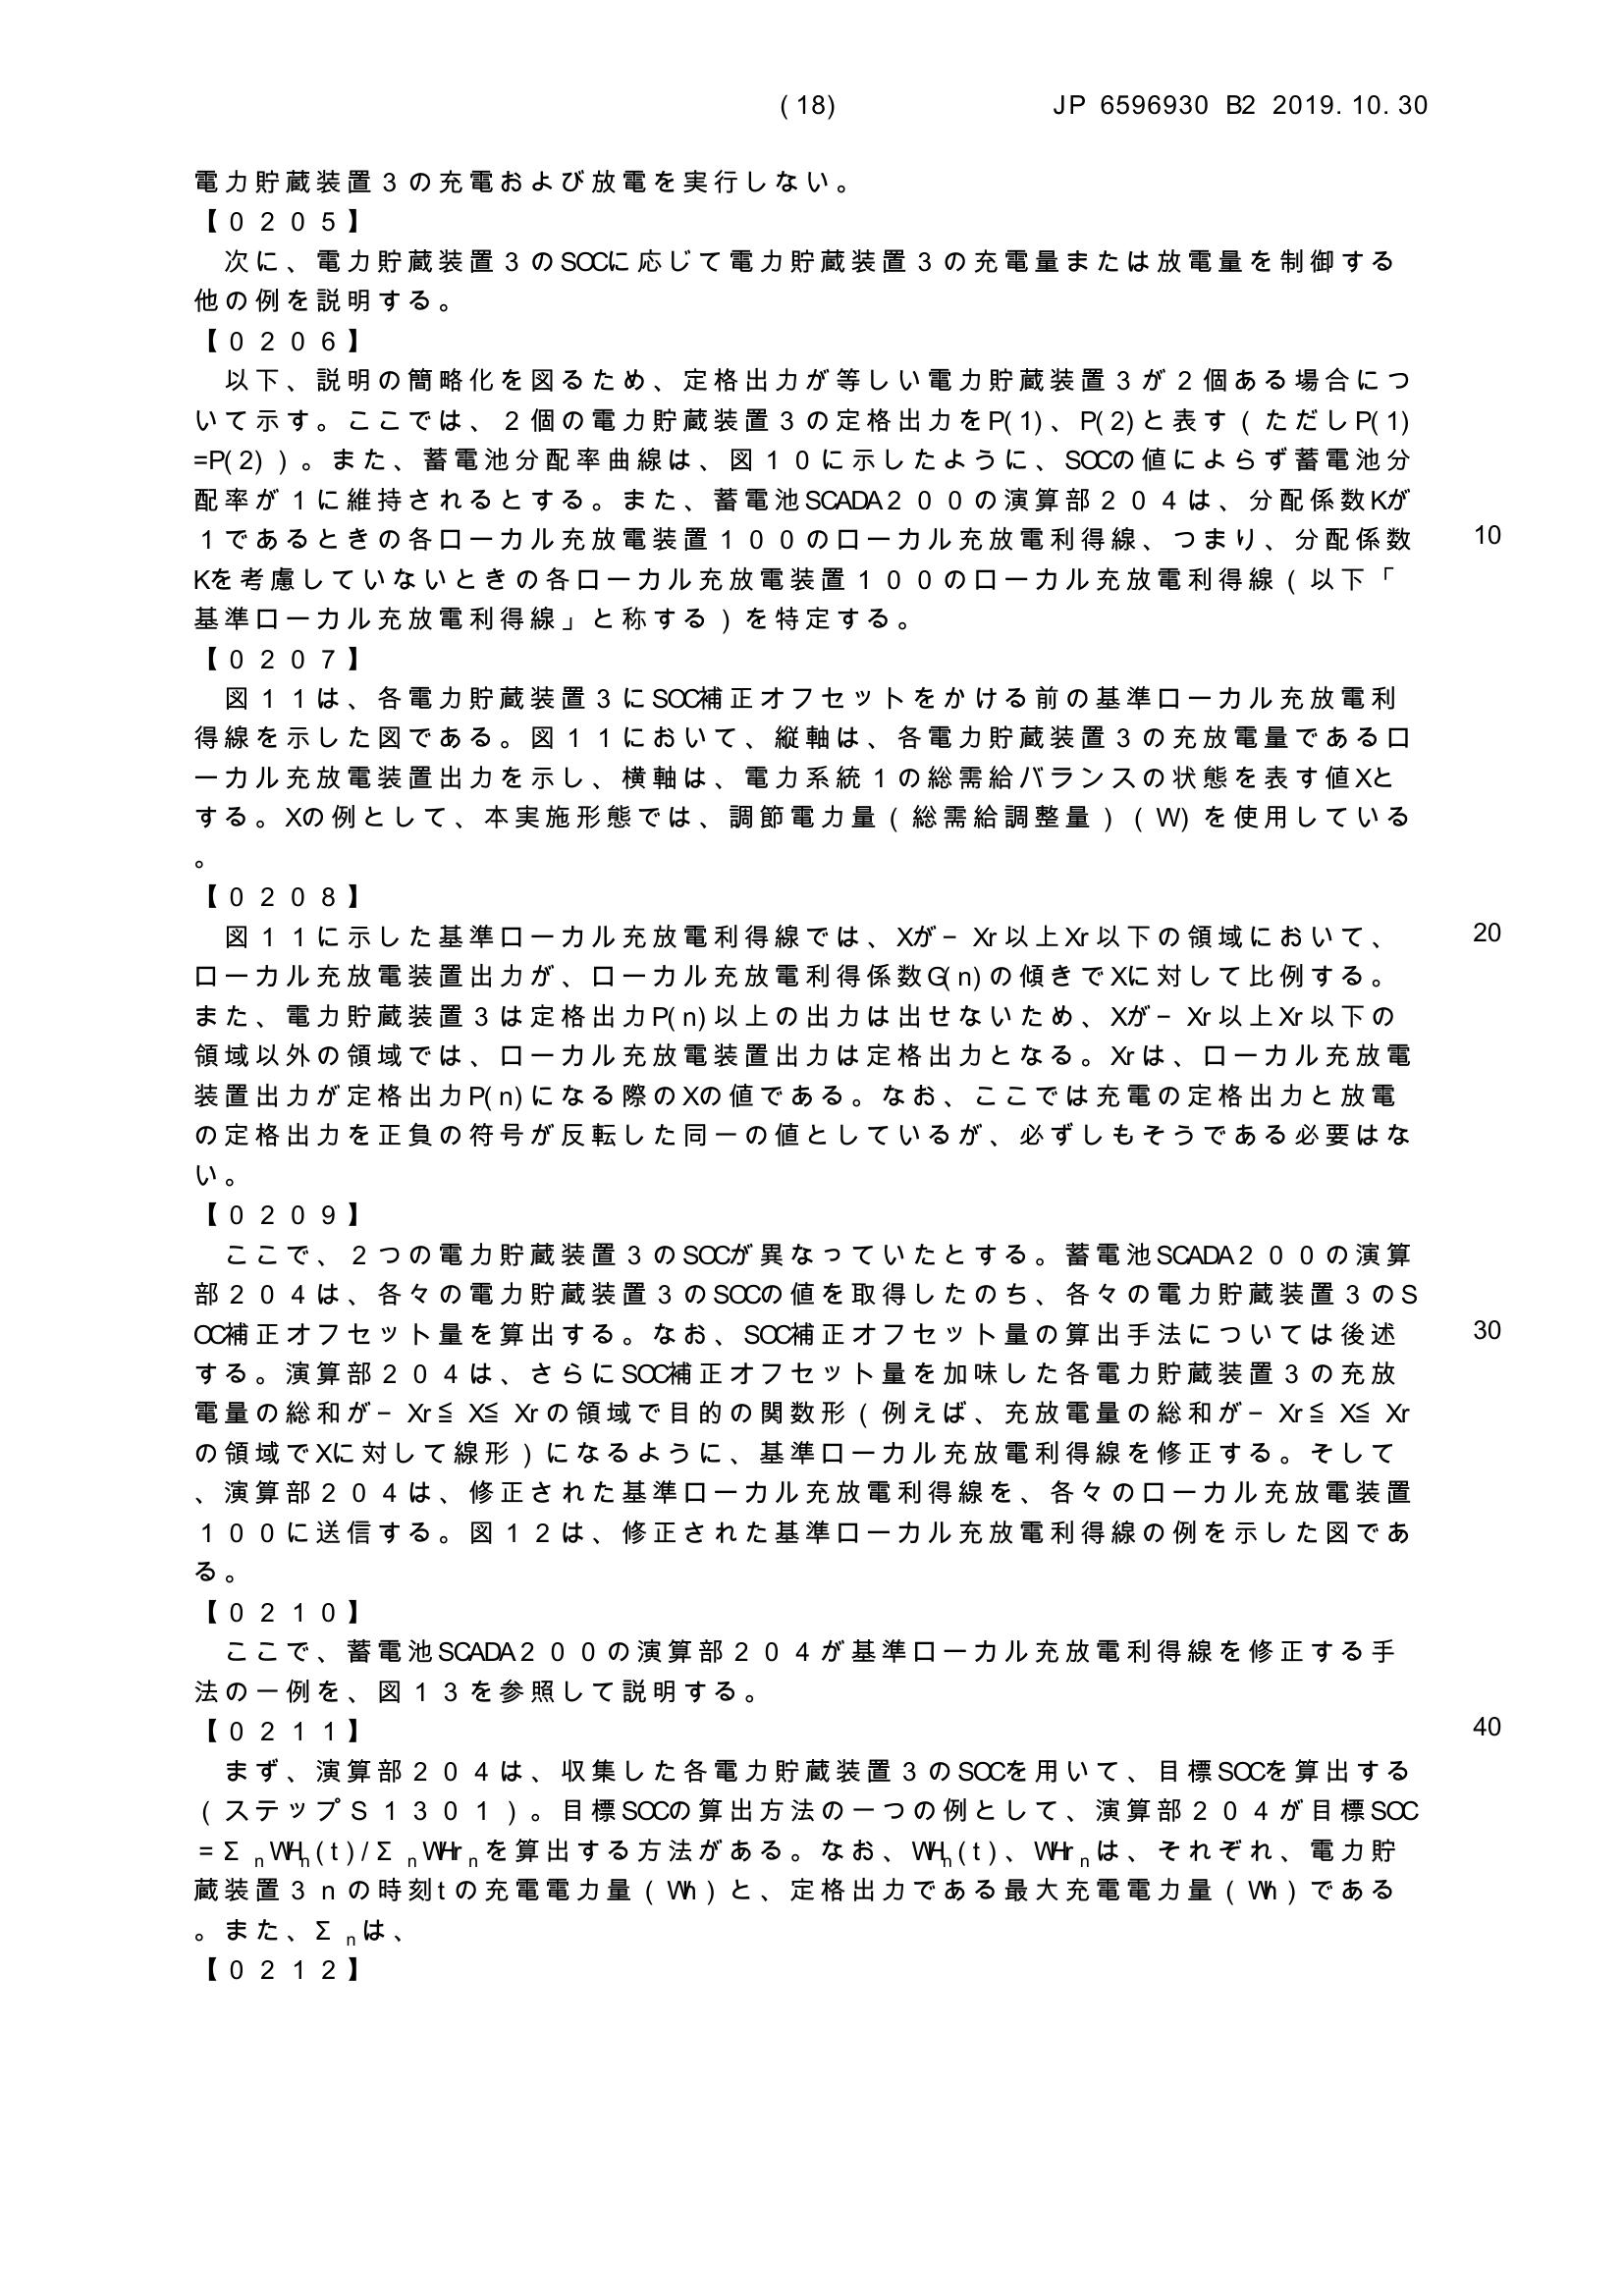 (18) JP 6596930 B2 2019.10.30
電力貯蔵装置３の充電および放電を実行しない。
【０２０５】
　次に、電力貯蔵装置３のSOCに応じて電力貯蔵装置３の充電量または放電量を制御する
他の例を説明する。
【０２０６】
　以下、説明の簡略化を図るため、定格出力が等しい電力貯蔵装置３が２個ある場合につ
いて示す。ここでは、２個の電力貯蔵装置３の定格出力をP(1)、P(2)と表す(ただしP(1)
=P(2))。また、蓄電池分配率曲線は、図１０に示したように、SOCの値によらず蓄電池分
配率が１に維持されるとする。また、蓄電池SCADA２００の演算部２０４は、分配係数Kが
１であるときの各ローカル充放電装置１００のローカル充放電利得線、つまり、分配係数
10
Kを考慮していないときの各ローカル充放電装置１００のローカル充放電利得線(以下「
基準ローカル充放電利得線」と称する)を特定する。
【０２０７】
　図１１は、各電力貯蔵装置３にSOC補正オフセットをかける前の基準ローカル充放電利
得線を示した図である。図１１において、縦軸は、各電力貯蔵装置３の充放電量であるロ
ーカル充放電装置出力を示し、横軸は、電力系統１の総需給バランスの状態を表す値Xと
する。Xの例として、本実施形態では、調節電力量(総需給調整量)(W)を使用している
。
【０２０８】
　図１１に示した基準ローカル充放電利得線では、Xが－Xr以上Xr以下の領域において、
20
ローカル充放電装置出力が、ローカル充放電利得係数G(n)の傾きでXに対して比例する。
また、電力貯蔵装置３は定格出力P(n)以上の出力は出せないため、Xが－Xr以上Xr以下の
領域以外の領域では、ローカル充放電装置出力は定格出力となる。Xrは、ローカル充放電
装置出力が定格出力P(n)になる際のXの値である。なお、ここでは充電の定格出力と放電
の定格出力を正負の符号が反転した同一の値としているが、必ずしもそうである必要はな
い。
【０２０９】
　ここで、２つの電力貯蔵装置３のSOCが異なっていたとする。蓄電池SCADA２００の演算
部２０４は、各々の電力貯蔵装置３のSOCの値を取得したのち、各々の電力貯蔵装置３のS
OC補正オフセット量を算出する。なお、SOC補正オフセット量の算出手法については後述
30
する。演算部２０４は、さらにSOC補正オフセット量を加味した各電力貯蔵装置３の充放
電量の総和が－Xr≦X≦Xrの領域で目的の関数形(例えば、充放電量の総和が－Xr≦X≦Xr
の領域でXに対して線形)になるように、基準ローカル充放電利得線を修正する。そして
、演算部２０４は、修正された基準ローカル充放電利得線を、各々のローカル充放電装置
１００に送信する。図１２は、修正された基準ローカル充放電利得線の例を示した図であ
る。
【０２１０】
　ここで、蓄電池SCADA２００の演算部２０４が基準ローカル充放電利得線を修正する手
法の一例を、図１３を参照して説明する。
【０２１１】
40
　まず、演算部２０４は、収集した各電力貯蔵装置３のSOCを用いて、目標SOCを算出する
(ステップＳ１３０１)。目標SOCの算出方法の一つの例として、演算部２０４が目標SOC
=ΣnWHn(t)/ΣnWHrnを算出する方法がある。なお、WHn(t)、WHrnは、それぞれ、電力貯
蔵装置３ｎの時刻tの充電電力量(Wh)と、定格出力である最大充電電力量(Wh)である
。また、Σnは、
【０２１２】